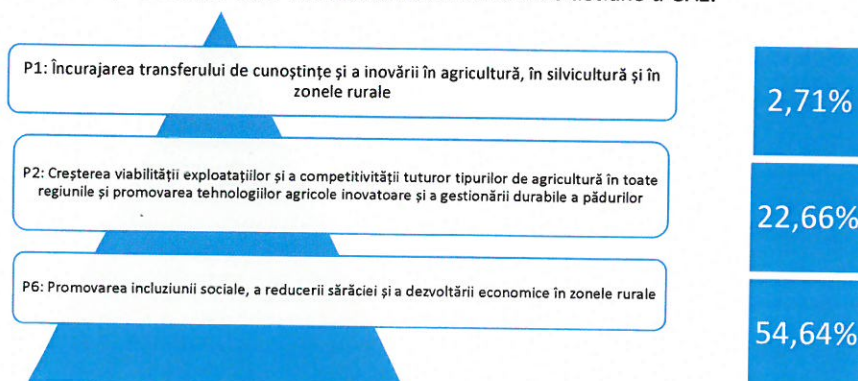 P1: Încurajarea transferului de cunoștințe și a inovării în agricultură, în silvicultură și în
zonele rurale
2,71%
P2: Creșterea viabilității exploatațiilor și a competitivității tuturor tipurilor de agricultură în toate
regiunile și promovarea tehnologiilor agricole inovatoare și a gestionării durabile a pădurilor
22,66%
P6: Promovarea incluziunii sociale, a reducerii sărăciei și a dezvoltării economice în zonele rurale
54,64%